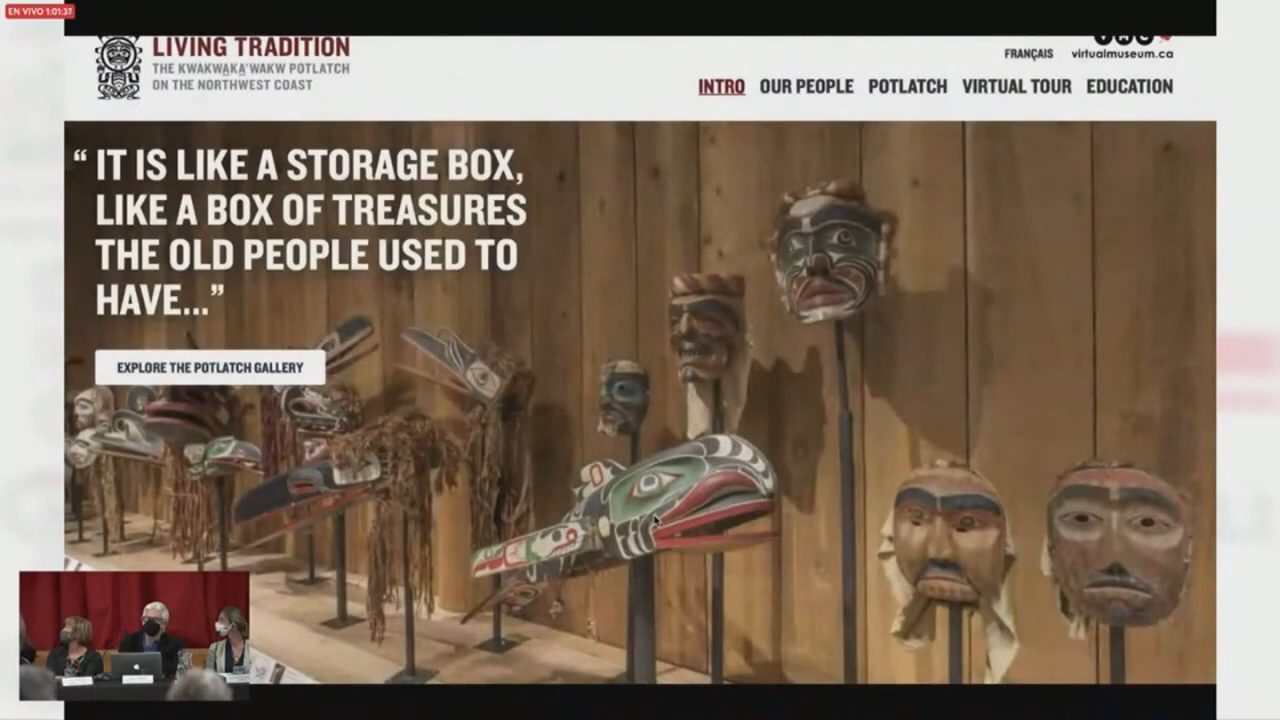 EN VIVO 1:01:37
LIVING TRADITION
THE KWAKWA̱KA̱'WAKW POTLATCH
ON THE NORTHWEST COAST
FRANÇAIS
virtualmuseum.ca
INTRO OUR PEOPLE POTLATCH VIRTUAL TOUR EDUCATION
“ IT IS LIKE A STORAGE BOX,
LIKE A BOX OF TREASURES
THE OLD PEOPLE USED TO
HAVE...”
EXPLORE THE POTLATCH GALLERY